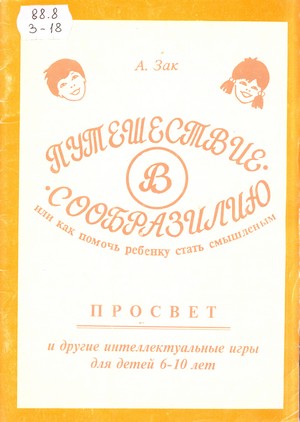 88.8
З-18
А. Зак
ПУТЕШЕСТВИЕ
В
СООБРАЗИЛИЮ
или как помочь ребенку стать смышленым
ПРОСВЕТ
и другие интеллектуальные игры
для детей 6-10 лет